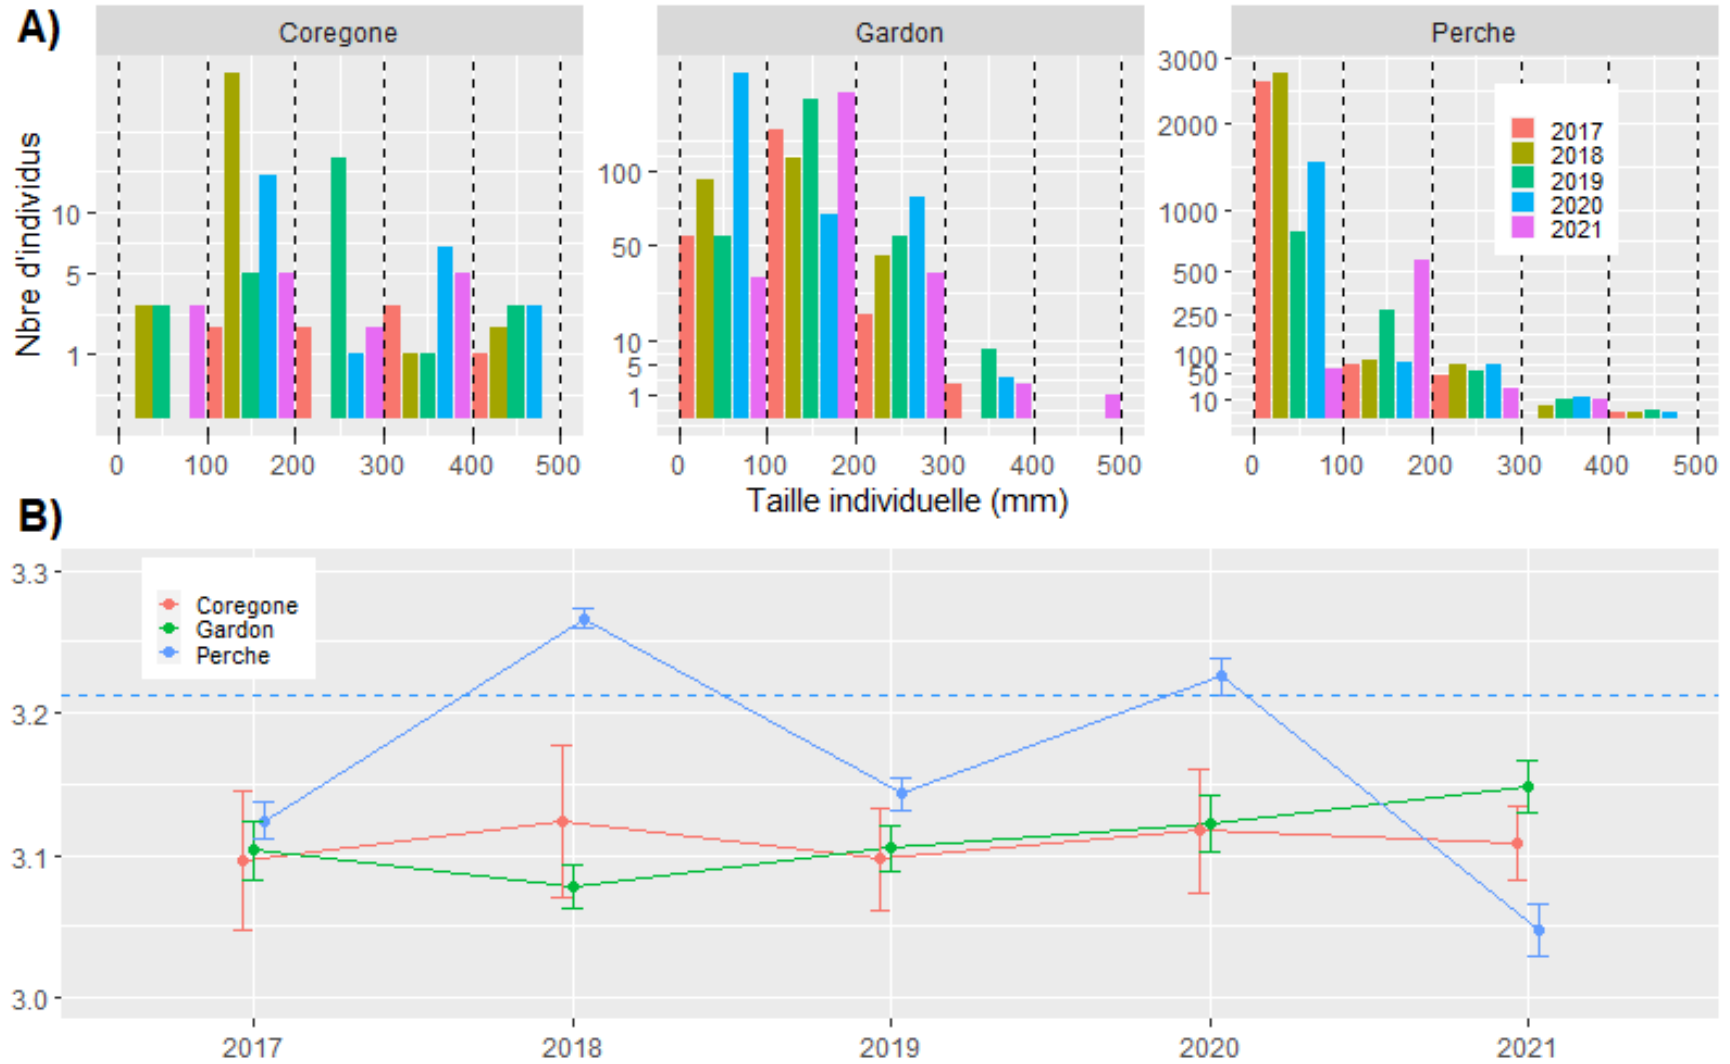 A)
Coregone
Gardon
Perche
Nbre d'individus
10
5
1
100
50
10
5
1
3000
2000
1000
500
250
100
50
10
2017
2018
2019
2020
2021
0 100 200 300 400 500
0 100 200 300 400 500
0 100 200 300 400 500
Taille individuelle (mm)
B)
Coregone
Gardon
Perche
3.3
3.2
3.1
3.0
2017 2018 2019 2020 2021